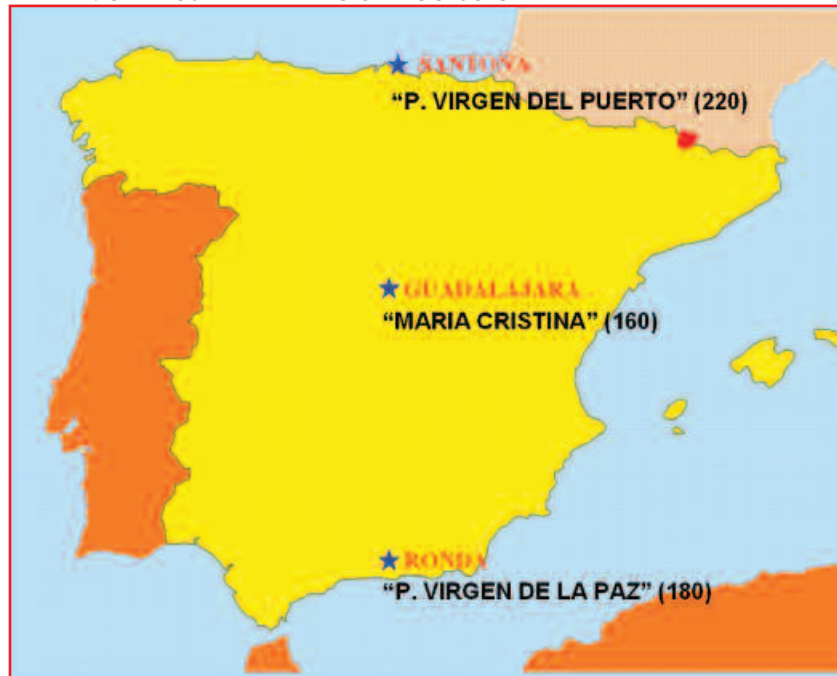 SANTOÑA
“P. VIRGEN DEL PUERTO” (220)
GUADALAJARA
“MARIA CRISTINA” (160)
RONDA
“P. VIRGEN DE LA PAZ” (180)